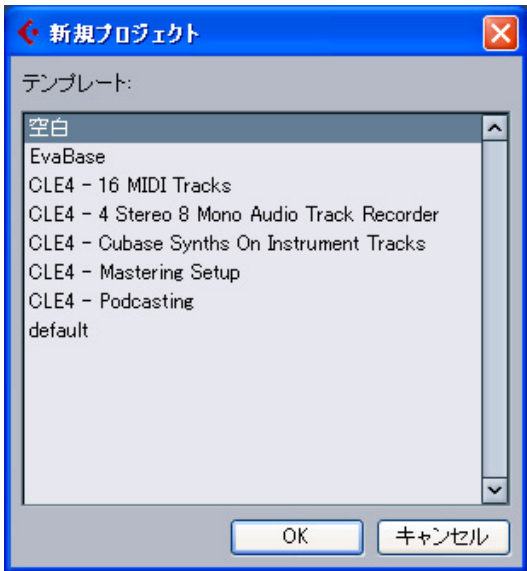 新規プロジェクト
テンプレート:
空白
EvaBase
CLE4 - 16 MIDI Tracks
CLE4 - 4 Stereo 8 Mono Audio Track Recorder
CLE4 - Cubase Synths On Instrument Tracks
CLE4 - Mastering Setup
CLE4 - Podcasting
default
OK キャンセル